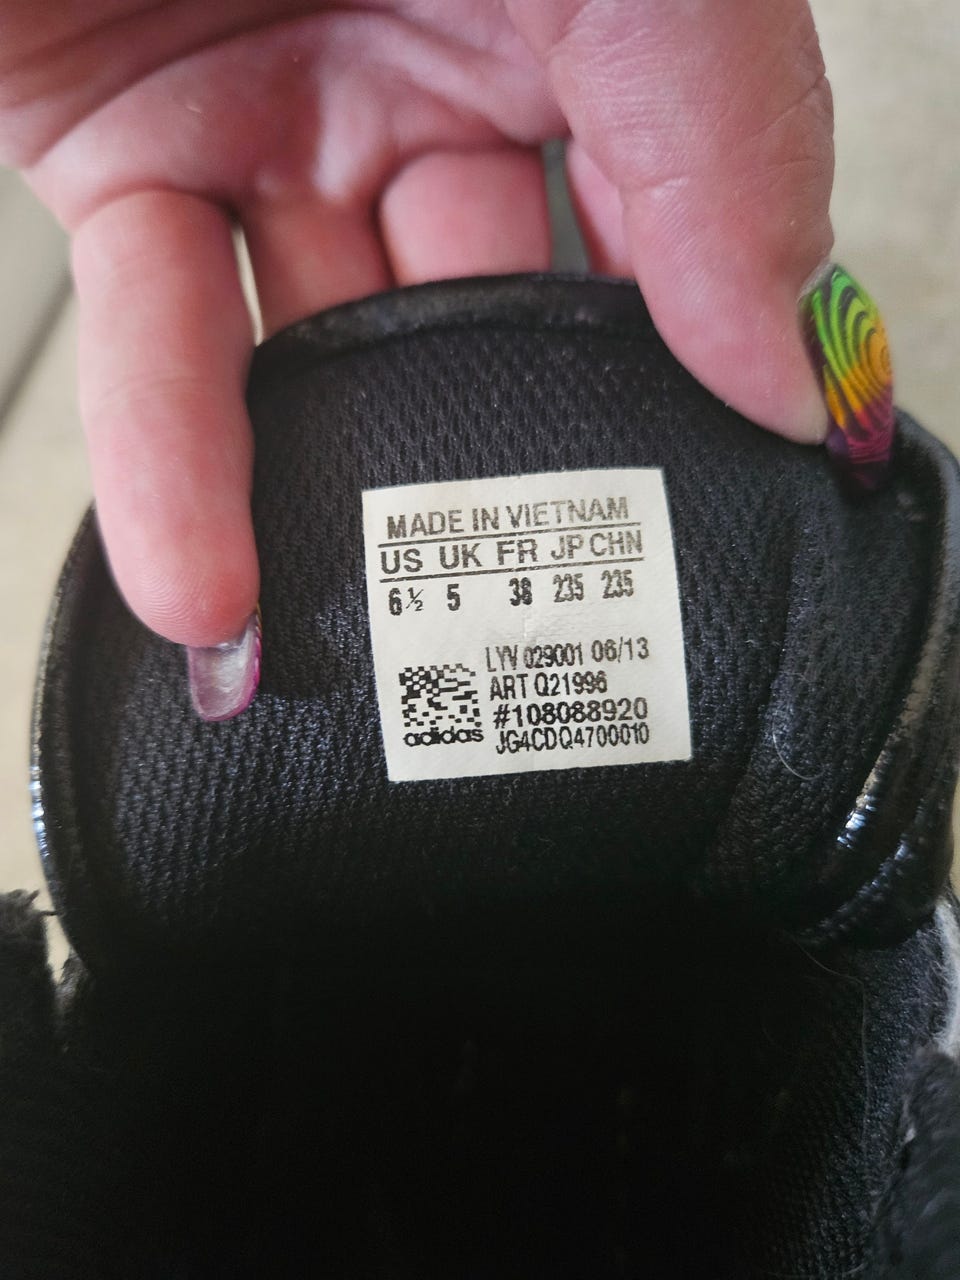 MADE IN VIETNAM
US UK FR JP CHN
6½ 5 38 235 235
LYV 029001 06/13
ART Q21996
#108088920
adidas JG4CDQ4700010